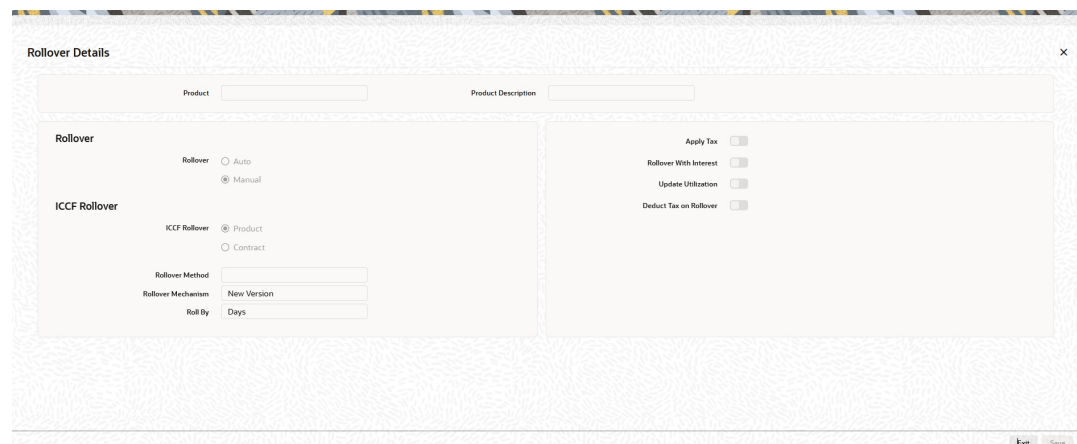 Rollover Details
Product
Product Description
Rollover
Rollover
Auto
Manual
ICCF Rollover
ICCF Rollover
Product
Contract
Rollover Method
Rollover Mechanism New Version
Roll By Days
Apply Tax
Rollover With Interest
Update Utilization
Deduct Tax on Rollover
Exit Save